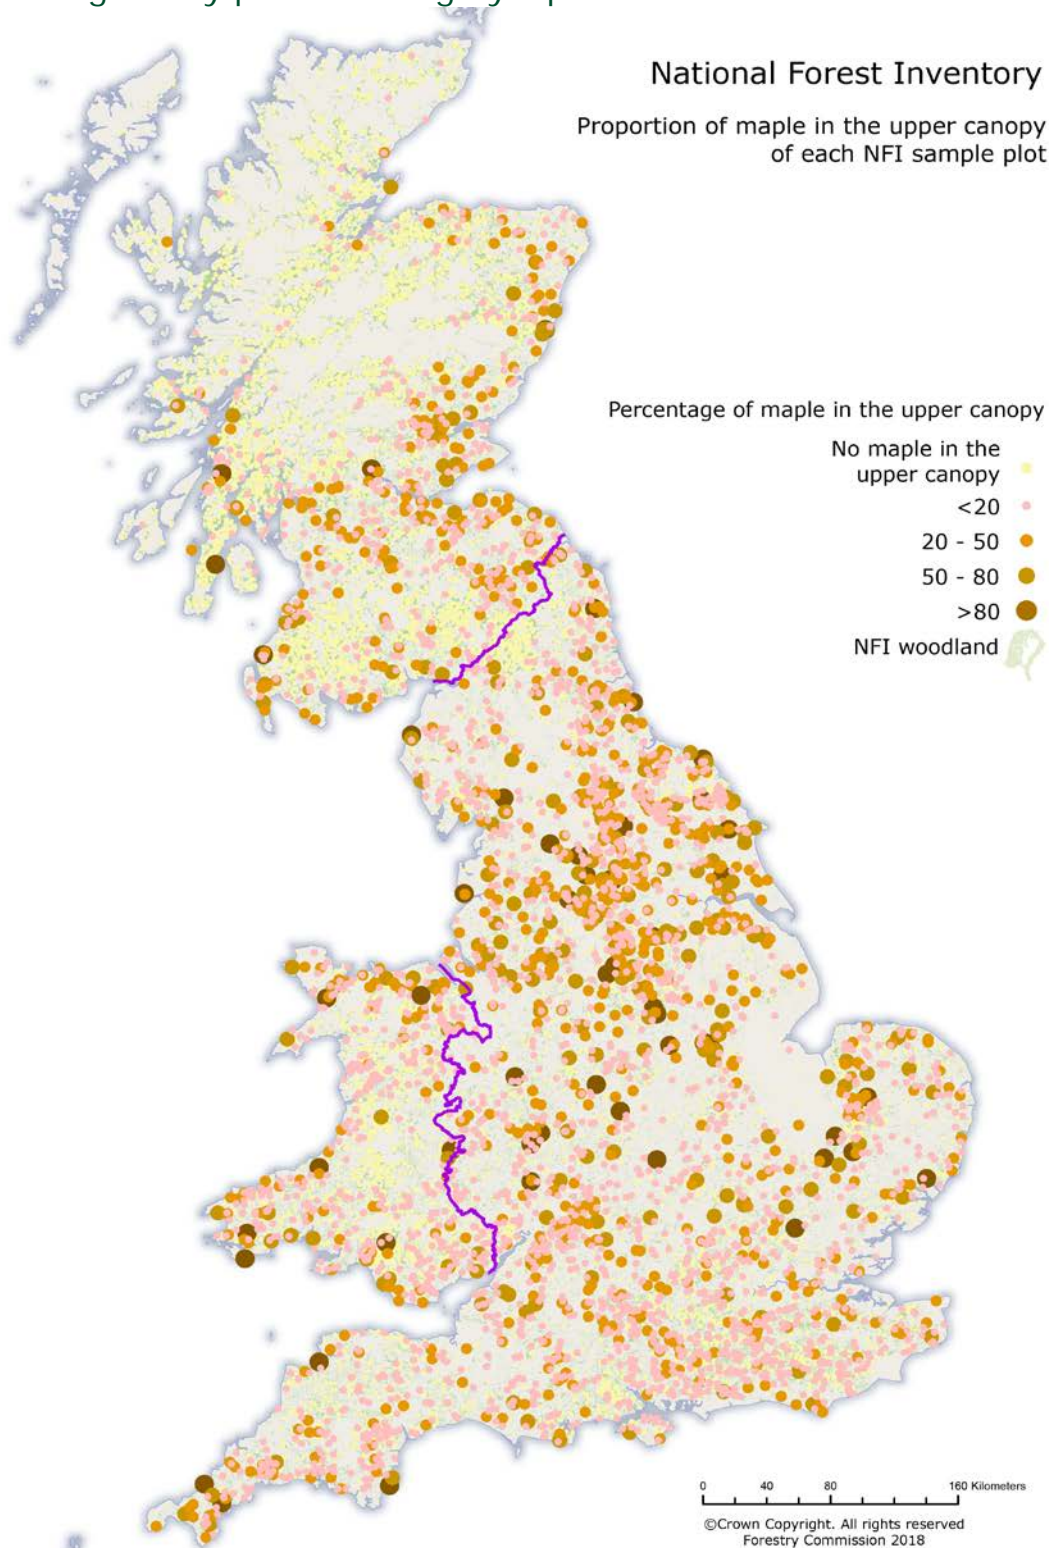 National Forest Inventory
Proportion of maple in the upper canopy
of each NFI sample plot
Percentage of maple in the upper canopy
No maple in the
upper canopy
<20
20 - 50
50 - 80
>80
NFI woodland
0 40 80 160 Kilometers
©Crown Copyright. All rights reserved
Forestry Commission 2018